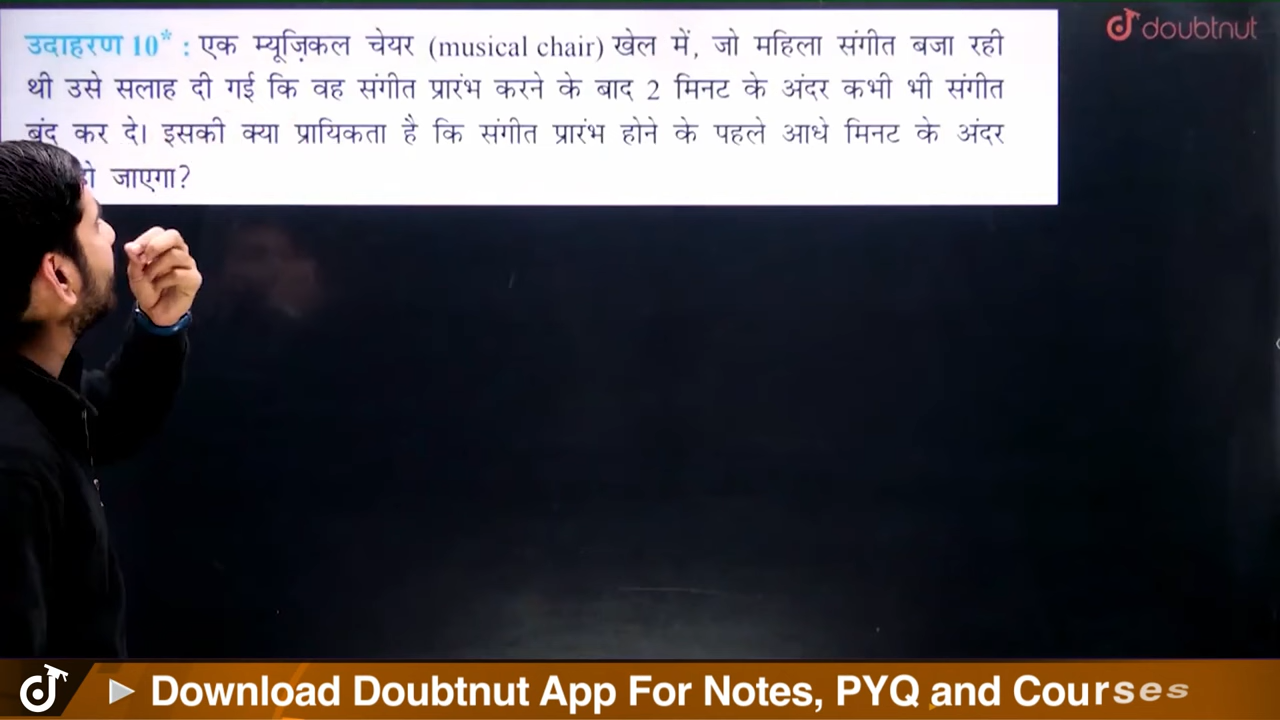 doubtnut
उदाहरण 10* : एक म्यूज़िकल चेयर (musical chair) खेल में, जो महिला संगीत बजा रही
थी उसे सलाह दी गई कि वह संगीत प्रारंभ करने के बाद 2 मिनट के अंदर कभी भी संगीत
बंद कर दे। इसकी क्या प्रायिकता है कि संगीत प्रारंभ होने के पहले आधे मिनट के अंदर
जाएगा?
Download Doubtnut App For Notes, PYQ and Courses